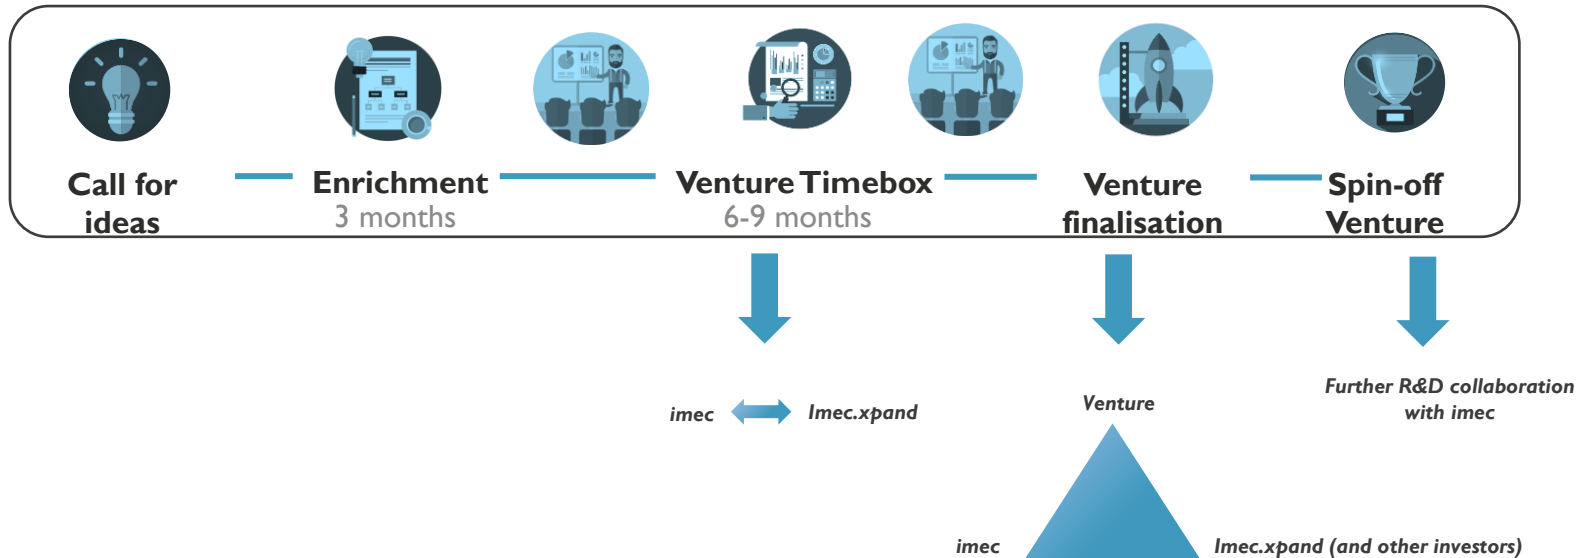 Call for
ideas
Enrichment
3 months
Venture Timebox
6-9 months
Venture
finalisation
Spin-off
Venture
imec
Imec.xpand
Venture
Further R&D collaboration
with imec
imec
Imec.xpand (and other investors)